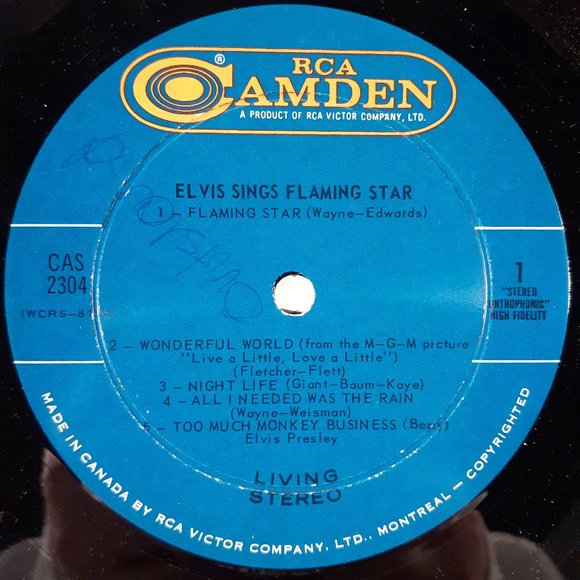 ®
RCA
CAMDEN
A PRODUCT OF RCA VICTOR COMPANY, LTD.
ELVIS SINGS FLAMING STAR
1 - FLAMING STAR (Wayne-Edwards)
CAS
2304
1
"STEREO
ORTHOPHONIC"
HIGH FIDELITY
2 - WONDERFUL WORLD (from the M-G-M picture
"Live a Little, Love a Little")
(Fletcher-Flett)
3 - NIGHT LIFE (Giant-Baum-Kaye)
4 - ALL I NEEDED WAS THE RAIN
(Wayne-Weisman)
5 - TOO MUCH MONKEY BUSINESS (Berry)
Elvis Presley
LIVING
STEREO
MADE IN CANADA BY RCA VICTOR COMPANY, LTD., MONTREAL - COPYRIGHTED